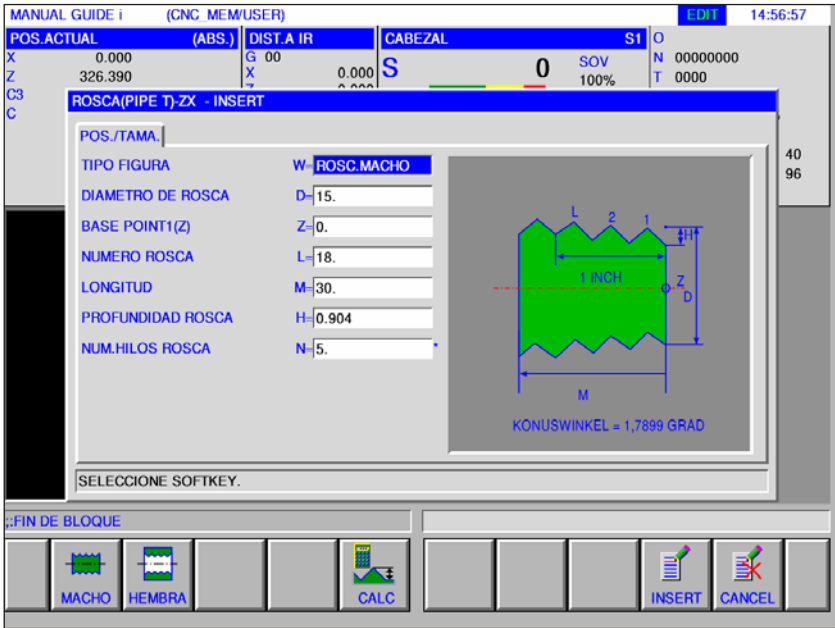 MANUAL GUIDE i (CNC_MEM/USER) EDIT 14:56:57
POS.ACTUAL (ABS.) DIST.A IR CABEZAL S1 O
X 0.000 G 00 S 0 SOV N 00000000
Z 326.390 X 0.000 100% T 0000
C3
C
40
96
ROSCA(PIPE T)-ZX - INSERT
POS./TAMA.
TIPO FIGURA W= ROSC.MACHO
DIAMETRO DE ROSCA D= 15.
BASE POINT1(Z) Z= 0.
NUMERO ROSCA L= 18.
LONGITUD M= 30.
PROFUNDIDAD ROSCA H= 0.904
NUM.HILOS ROSCA N= 5. *
L 2 1
H
1 INCH Z
D
M
KONUSWINKEL = 1,7899 GRAD
SELECCIONE SOFTKEY.
;;FIN DE BLOQUE
MACHO HEMBRA CALC INSERT CANCEL